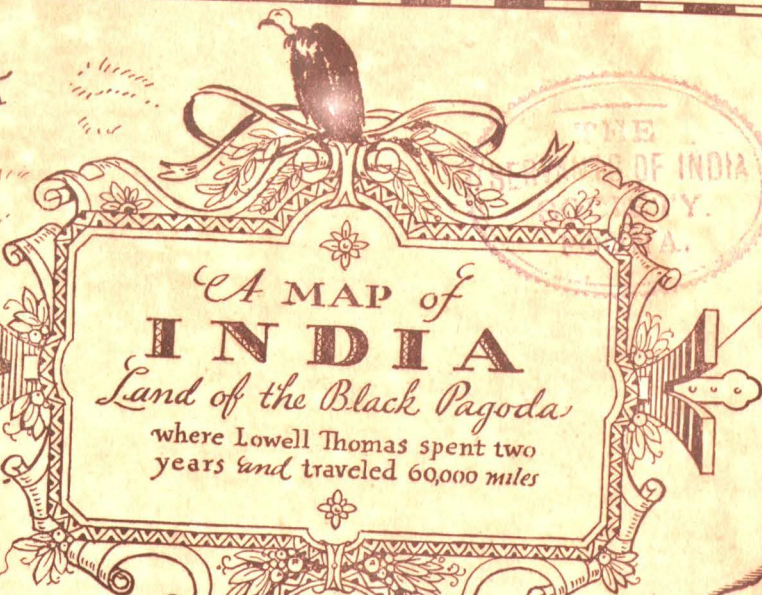 A MAP of
INDIA
Land of the Black Pagoda
where Lowell Thomas spent two
years and traveled 60,000 miles
THE
OF INDIA